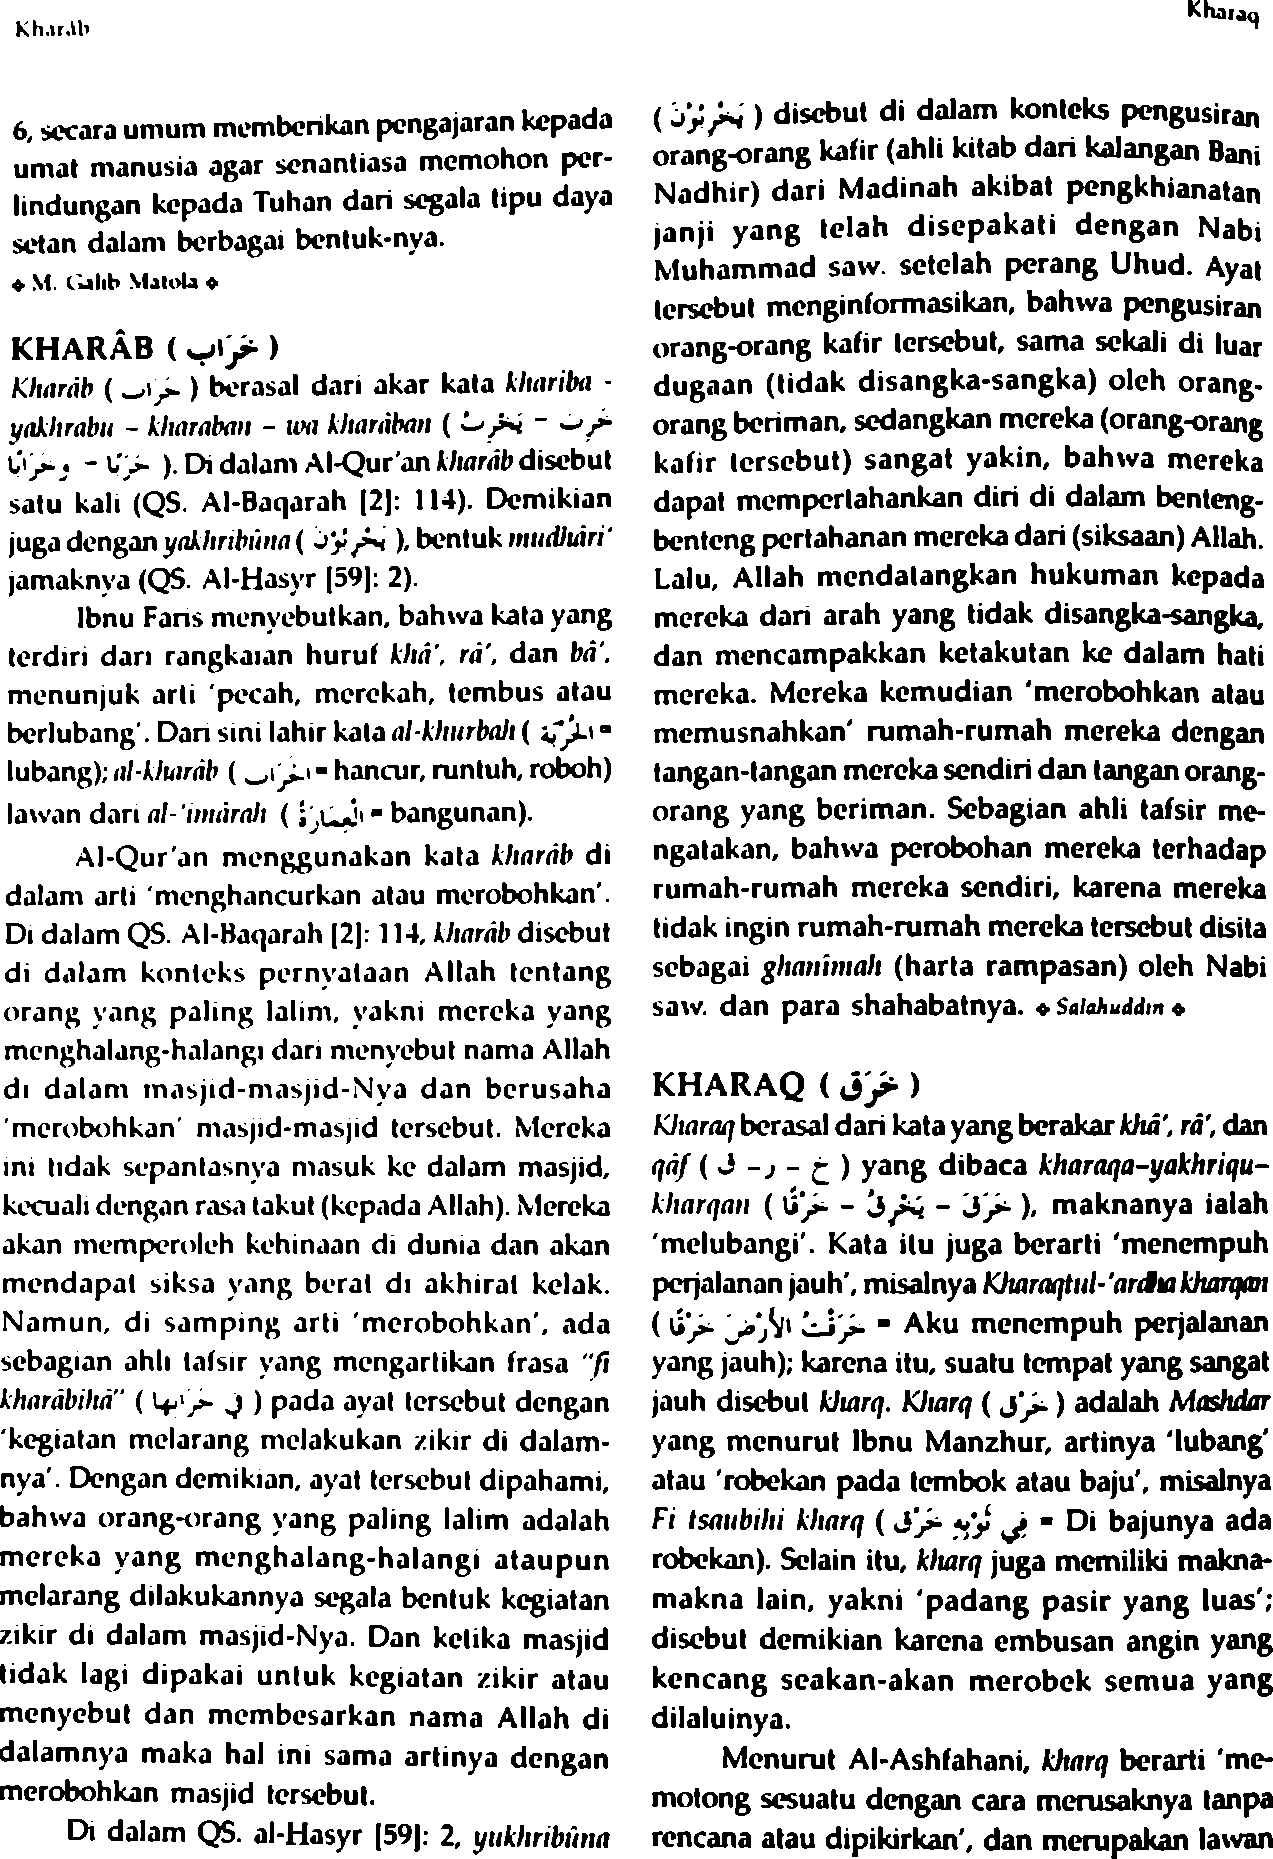 Kharâb
Kharaq
6, secara umum memberikan pengajaran kepada
umat manusia agar senantiasa memohon per-
lindungan kepada Tuhan dari segala tipu daya
setan dalam berbagai bentuk-nya.
✦ M. Galib Matola ✦
KHARÂB ( خَرَاب )
Kharâb ( خَرَاب ) berasal dari akar kata khariba -
yakhrabu – kharaban – wa kharâban ( خَرِبَ – يَخْرَبُ
خَرَبًا – وَخَرَابًا ). Di dalam Al-Qur'an kharâb disebut
satu kali (QS. Al-Baqarah [2]: 114). Demikian
juga dengan yakhribûna ( يُخْرِبُوْنَ ), bentuk mudhâri'
jamaknya (QS. Al-Hasyr [59]: 2).
Ibnu Faris menyebutkan, bahwa kata yang
terdiri dari rangkaian huruf khâ', râ', dan bâ',
menunjuk arti 'pecah, merekah, tembus atau
berlubang'. Dari sini lahir kata al-khurbah ( الْخُرْبَة =
lubang); al-kharâb ( الْخَرَاب = hancur, runtuh, roboh)
lawan dari al-'imârah ( الْعِمَارَةُ = bangunan).
Al-Qur'an menggunakan kata kharâb di
dalam arti 'menghancurkan atau merobohkan'.
Di dalam QS. Al-Baqarah [2]: 114, kharâb disebut
di dalam konteks pernyataan Allah tentang
orang yang paling lalim, yakni mereka yang
menghalang-halangi dari menyebut nama Allah
di dalam masjid-masjid-Nya dan berusaha
'merobohkan' masjid-masjid tersebut. Mereka
ini tidak sepantasnya masuk ke dalam masjid,
kecuali dengan rasa takut (kepada Allah). Mereka
akan memperoleh kehinaan di dunia dan akan
mendapat siksa yang berat di akhirat kelak.
Namun, di samping arti 'merobohkan', ada
sebagian ahli tafsir yang mengartikan frasa "fi
kharâbihâ" ( فِي خَرَابِهَا ) pada ayat tersebut dengan
'kegiatan melarang melakukan zikir di dalam-
nya'. Dengan demikian, ayat tersebut dipahami,
bahwa orang-orang yang paling lalim adalah
mereka yang menghalang-halangi ataupun
melarang dilakukannya segala bentuk kegiatan
zikir di dalam masjid-Nya. Dan ketika masjid
tidak lagi dipakai untuk kegiatan zikir atau
menyebut dan membesarkan nama Allah di
dalamnya maka hal ini sama artinya dengan
merobohkan masjid tersebut.
Di dalam QS. al-Hasyr [59]: 2, yukhribûna
( يُخْرِبُوْنَ ) disebut di dalam konteks pengusiran
orang-orang kafir (ahli kitab dari kalangan Bani
Nadhir) dari Madinah akibat pengkhianatan
janji yang telah disepakati dengan Nabi
Muhammad saw. setelah perang Uhud. Ayat
tersebut menginformasikan, bahwa pengusiran
orang-orang kafir tersebut, sama sekali di luar
dugaan (tidak disangka-sangka) oleh orang-
orang beriman, sedangkan mereka (orang-orang
kafir tersebut) sangat yakin, bahwa mereka
dapat mempertahankan diri di dalam benteng-
benteng pertahanan mereka dari (siksaan) Allah.
Lalu, Allah mendatangkan hukuman kepada
mereka dari arah yang tidak disangka-sangka,
dan mencampakkan ketakutan ke dalam hati
mereka. Mereka kemudian 'merobohkan atau
memusnahkan' rumah-rumah mereka dengan
tangan-tangan mereka sendiri dan tangan orang-
orang yang beriman. Sebagian ahli tafsir me-
ngatakan, bahwa perobohan mereka terhadap
rumah-rumah mereka sendiri, karena mereka
tidak ingin rumah-rumah mereka tersebut disita
sebagai ghanîmah (harta rampasan) oleh Nabi
saw. dan para shahabatnya. ✦ Salahuddin ✦
KHARAQ ( خَرَق )
Kharaq berasal dari kata yang berakar khâ', râ', dan
qâf ( خ – ر – ق ) yang dibaca kharaqa–yakhriqu–
kharqan ( خَرَقَ – يَخْرِقُ – خَرْقًا ), maknanya ialah
'melubangi'. Kata itu juga berarti 'menempuh
perjalanan jauh', misalnya Kharaqtul-'ardha kharqan
( خَرَقْتُ الأَرْضَ خَرْقًا = Aku menempuh perjalanan
yang jauh); karena itu, suatu tempat yang sangat
jauh disebut kharq. Kharq ( خَرْق ) adalah Mashdar
yang menurut Ibnu Manzhur, artinya 'lubang'
atau 'robekan pada tembok atau baju', misalnya
Fi tsaubihi kharq ( فِي ثَوْبِهِ خَرْق = Di bajunya ada
robekan). Selain itu, kharq juga memiliki makna-
makna lain, yakni 'padang pasir yang luas';
disebut demikian karena embusan angin yang
kencang seakan-akan merobek semua yang
dilaluinya.
Menurut Al-Ashfahani, kharq berarti 'me-
motong sesuatu dengan cara merusaknya tanpa
rencana atau dipikirkan', dan merupakan lawan